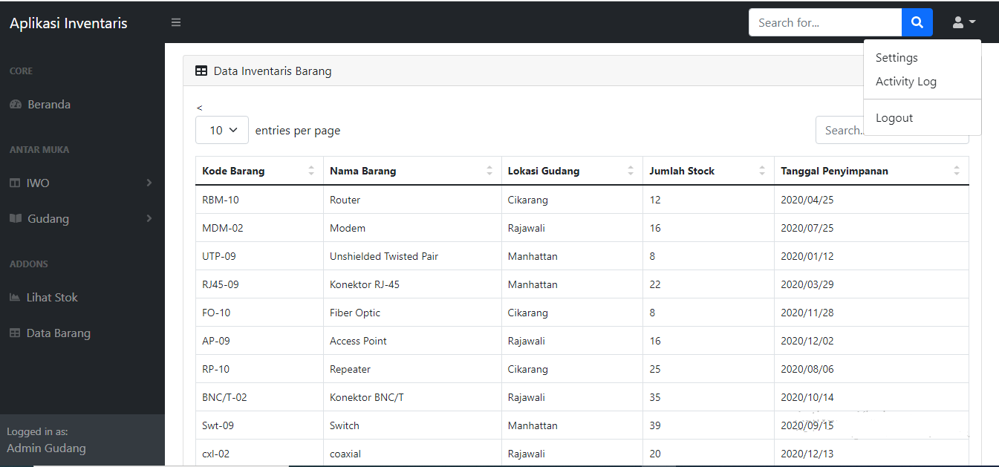 Aplikasi Inventaris
Search for...
CORE
Beranda
ANTAR MUKA
IWO
Gudang
ADDONS
Lihat Stok
Data Barang
Logged in as:
Admin Gudang
Settings
Activity Log
Logout
Data Inventaris Barang
<
10 entries per page
Search..
Kode Barang Nama Barang Lokasi Gudang Jumlah Stock Tanggal Penyimpanan
RBM-10 Router Cikarang 12 2020/04/25
MDM-02 Modem Rajawali 16 2020/07/25
UTP-09 Unshielded Twisted Pair Manhattan 8 2020/01/12
RJ45-09 Konektor RJ-45 Manhattan 22 2020/03/29
FO-10 Fiber Optic Cikarang 8 2020/11/28
AP-09 Access Point Rajawali 16 2020/12/02
RP-10 Repeater Cikarang 25 2020/08/06
BNC/T-02 Konektor BNC/T Rajawali 35 2020/10/14
Swt-09 Switch Manhattan 39 2020/09/15
cxl-02 coaxial Rajawali 20 2020/12/13